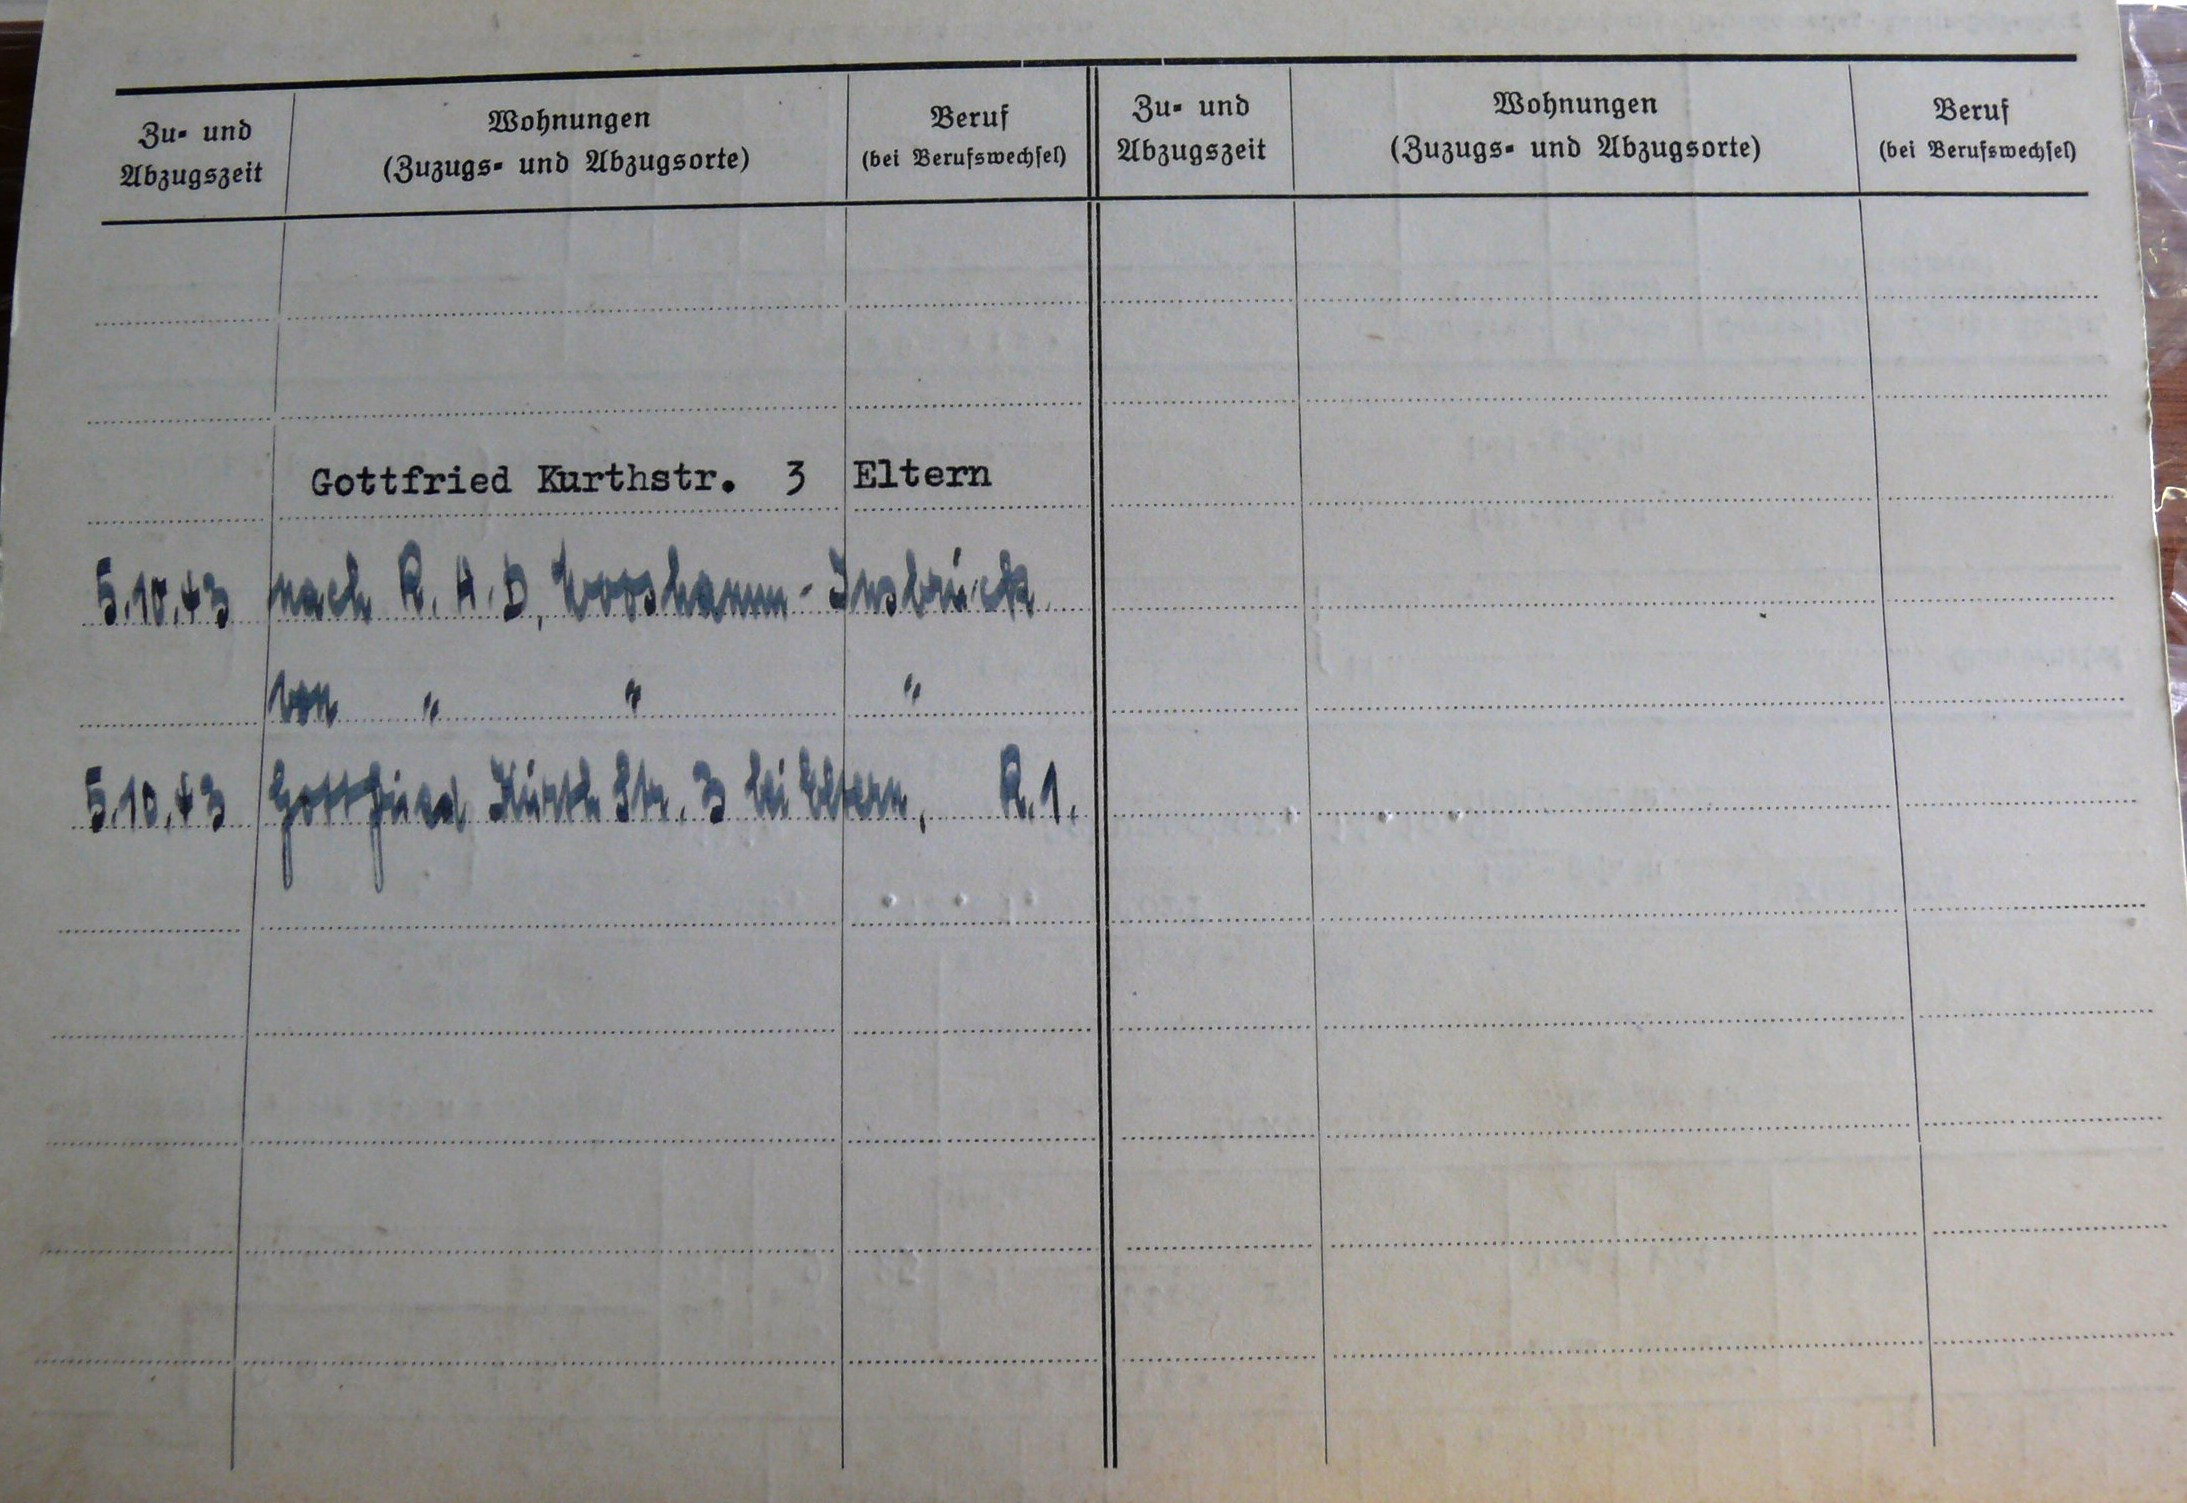 Zu- und Abzugszeit
Wohnungen
(Zuzugs- und Abzugsorte)
Beruf
(bei Berufswechsel)
Zu- und Abzugszeit
Wohnungen
(Zuzugs- und Abzugsorte)
Beruf
(bei Berufswechsel)
Gottfried Kurthstr. 3 Eltern
5.10.43 nach R.A.D, - Insbruck
von " " "
5.10.43 Gottfried Kurth Str. 3 bei Eltern, R.1.